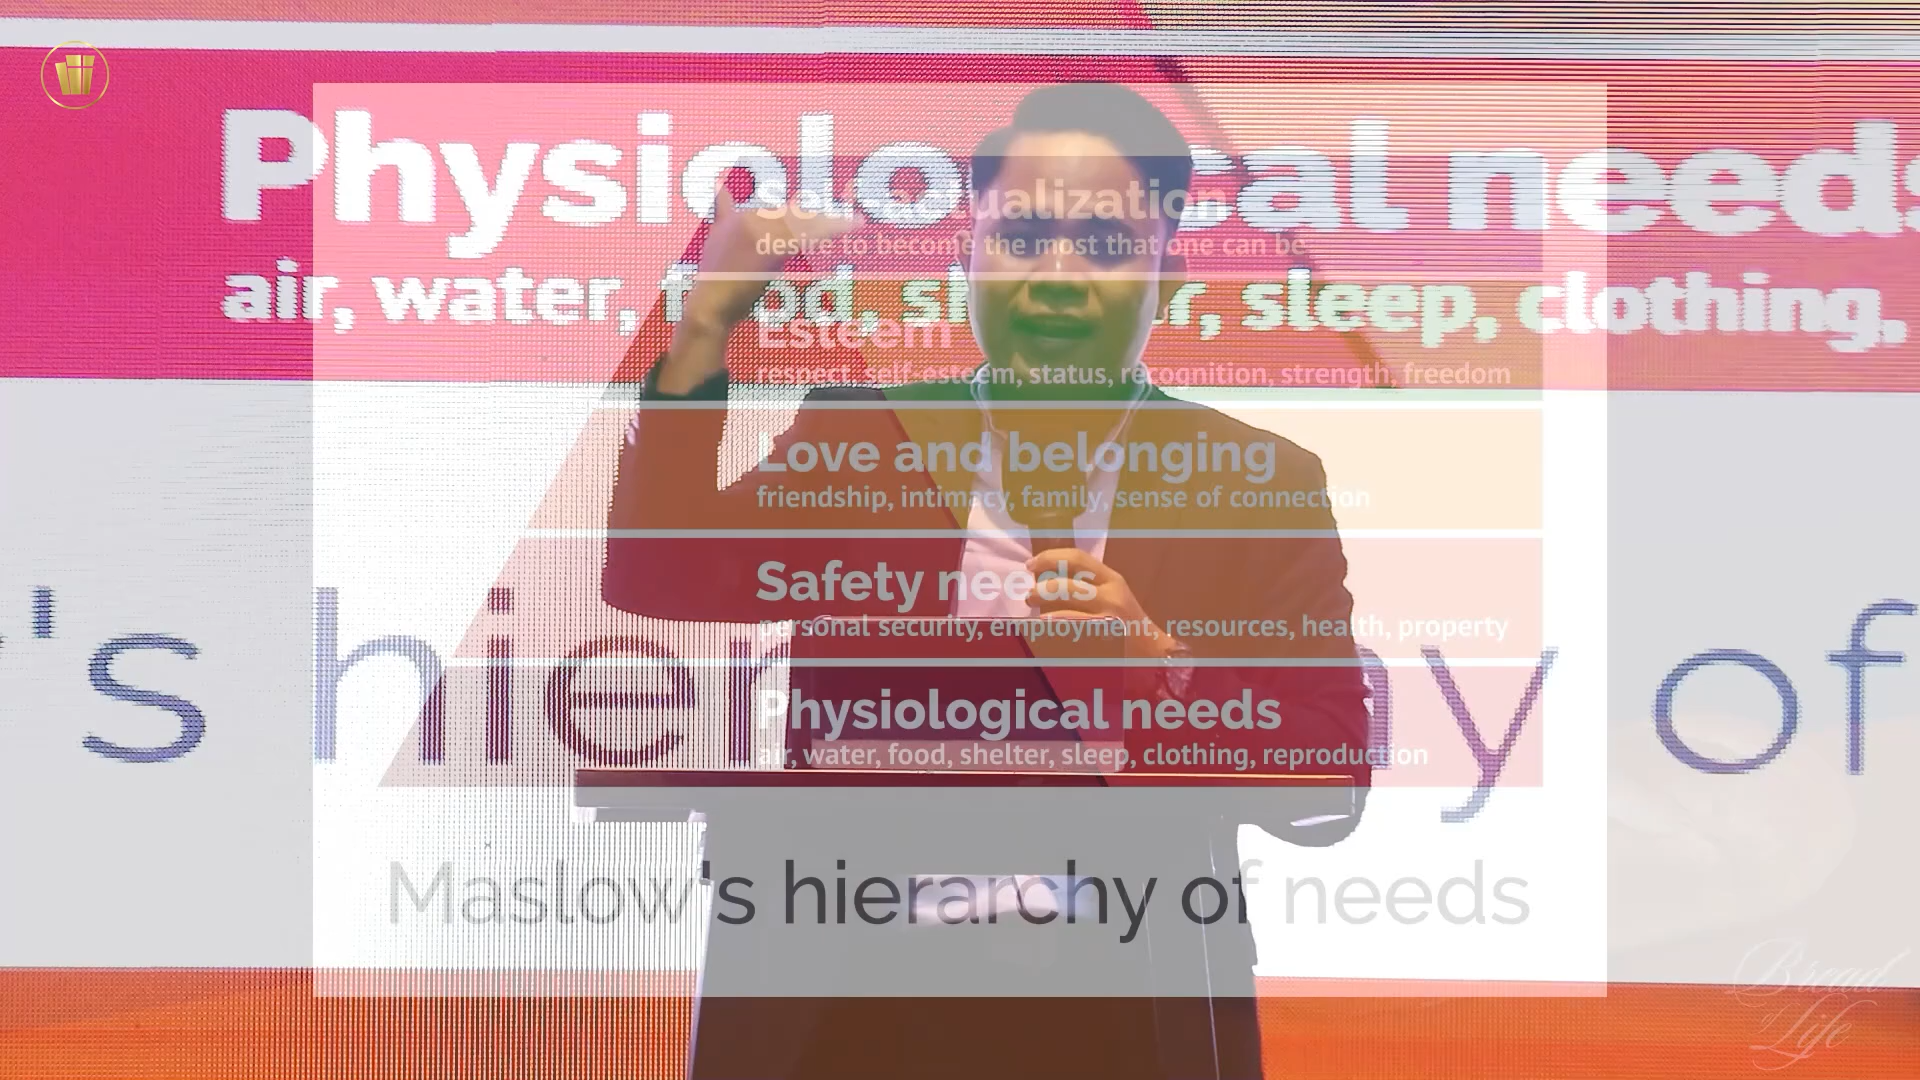 Physiological needs
air, water, food, shelter, sleep, clothing,
's hierarchy of
Self-actualization
desire to become the most that one can be
Esteem
respect, self-esteem, status, recognition, strength, freedom
Love and belonging
friendship, intimacy, family, sense of connection
Safety needs
personal security, employment, resources, health, property
Physiological needs
air, water, food, shelter, sleep, clothing, reproduction
Maslow's hierarchy of needs
Bread
of
Life